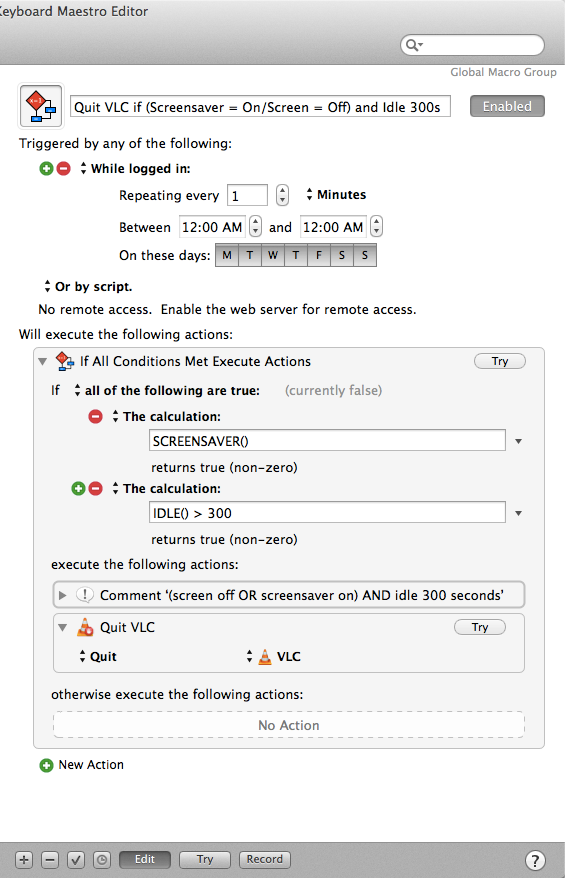 Keyboard Maestro Editor
Global Macro Group
Quit VLC if (Screensaver = On/Screen = Off) and Idle 300s
Enabled
Triggered by any of the following:
While logged in:
Repeating every 1 Minutes
Between 12:00 AM and 12:00 AM
On these days: M T W T F S S
Or by script.
No remote access. Enable the web server for remote access.
Will execute the following actions:
If All Conditions Met Execute Actions Try
If all of the following are true: (currently false)
The calculation:
SCREENSAVER()
returns true (non-zero)
The calculation:
IDLE() > 300
returns true (non-zero)
execute the following actions:
! Comment ‘(screen off OR screensaver on) AND idle 300 seconds’
Quit VLC Try
Quit VLC
otherwise execute the following actions:
No Action
New Action
Edit Try Record ?